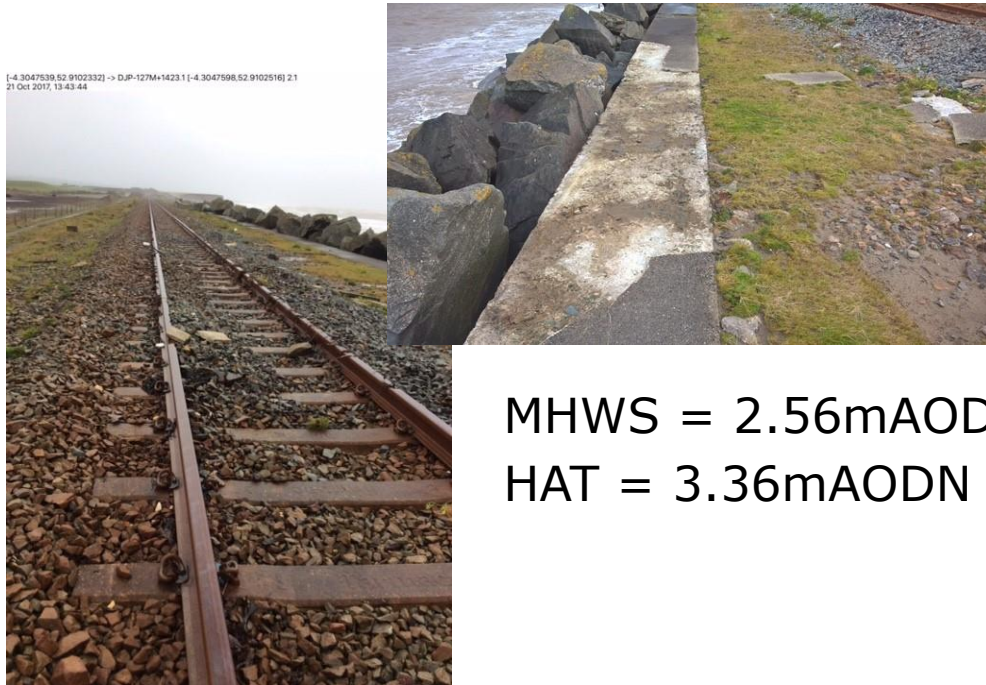 [-4.3047539,52.9102332] -> DJP-127M+1423.1 [-4.3047598,52.9102516] 2.1
21 Oct 2017, 13:43:44
MHWS = 2.56mAOD
HAT = 3.36mAODN